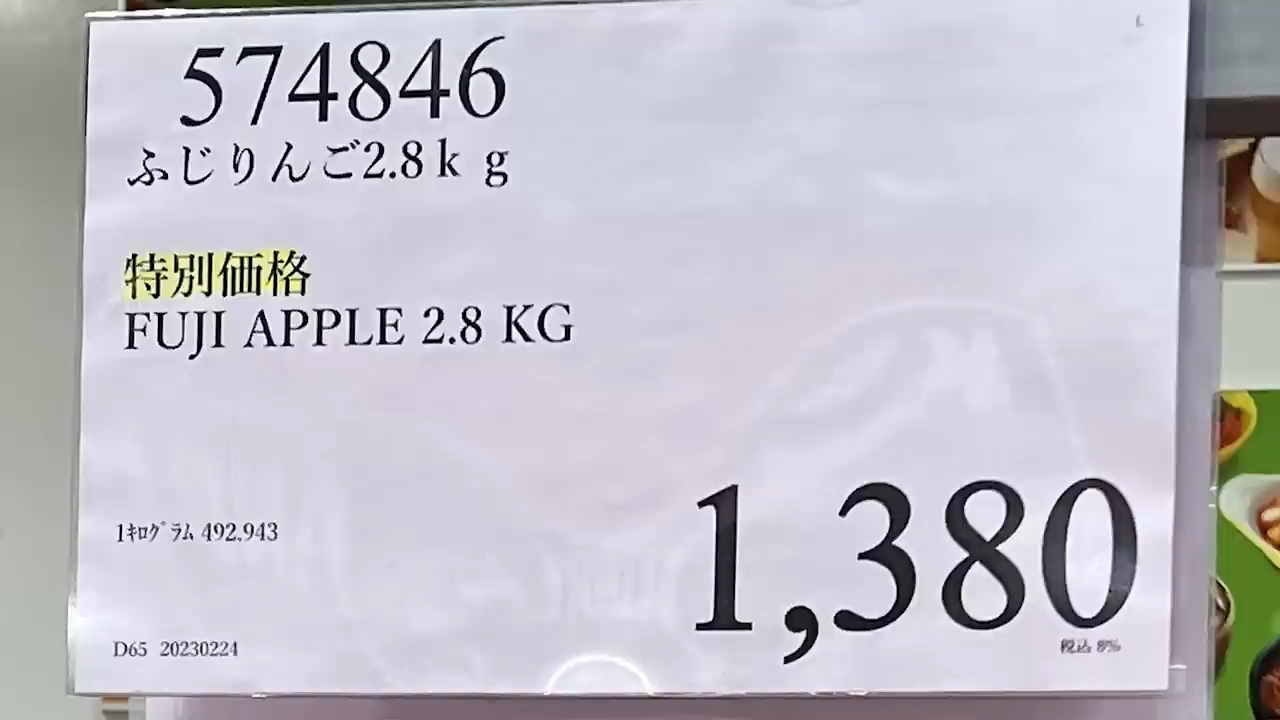 574846
ふじりんご2.8ｋｇ
特別価格
FUJI APPLE 2.8 KG
1ｷﾛｸﾞﾗﾑ 492.943
1,380
税込 8%
D65 20230224